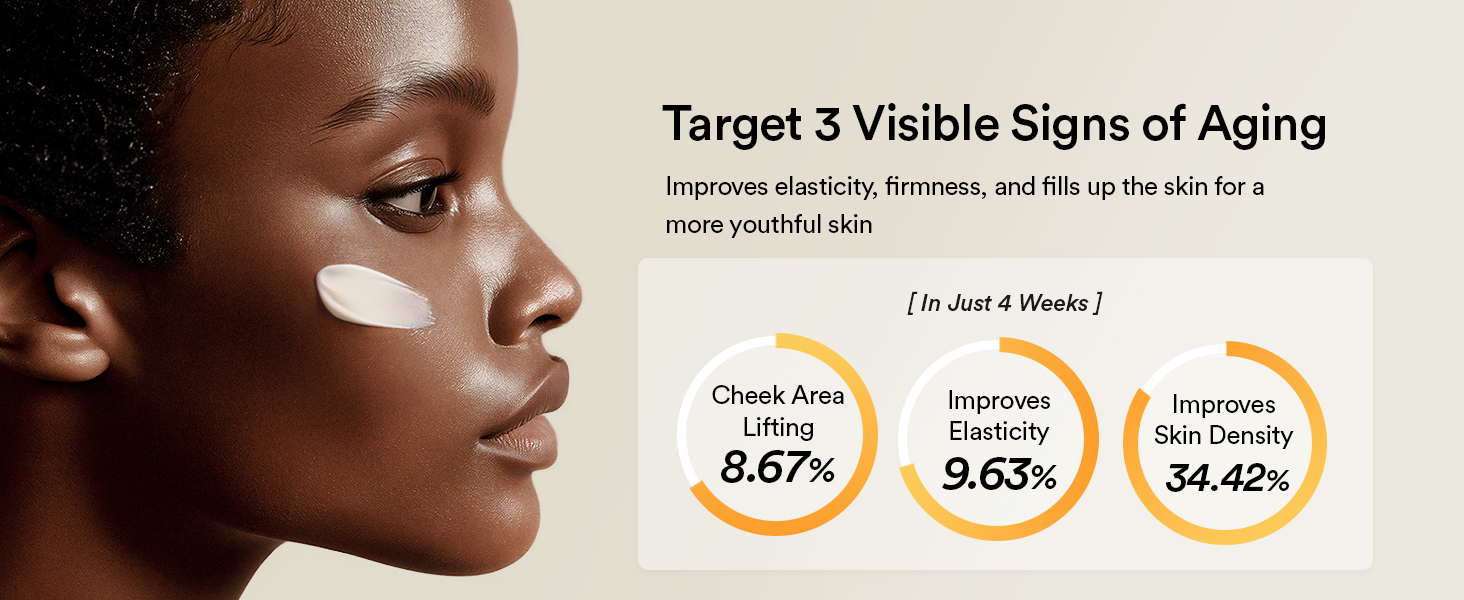 Target 3 Visible Signs of Aging
Improves elasticity, firmness, and fills up the skin for a
more youthful skin
[ In Just 4 Weeks ]
Cheek Area
Lifting
8.67%
Improves
Elasticity
9.63%
Improves
Skin Density
34.42%